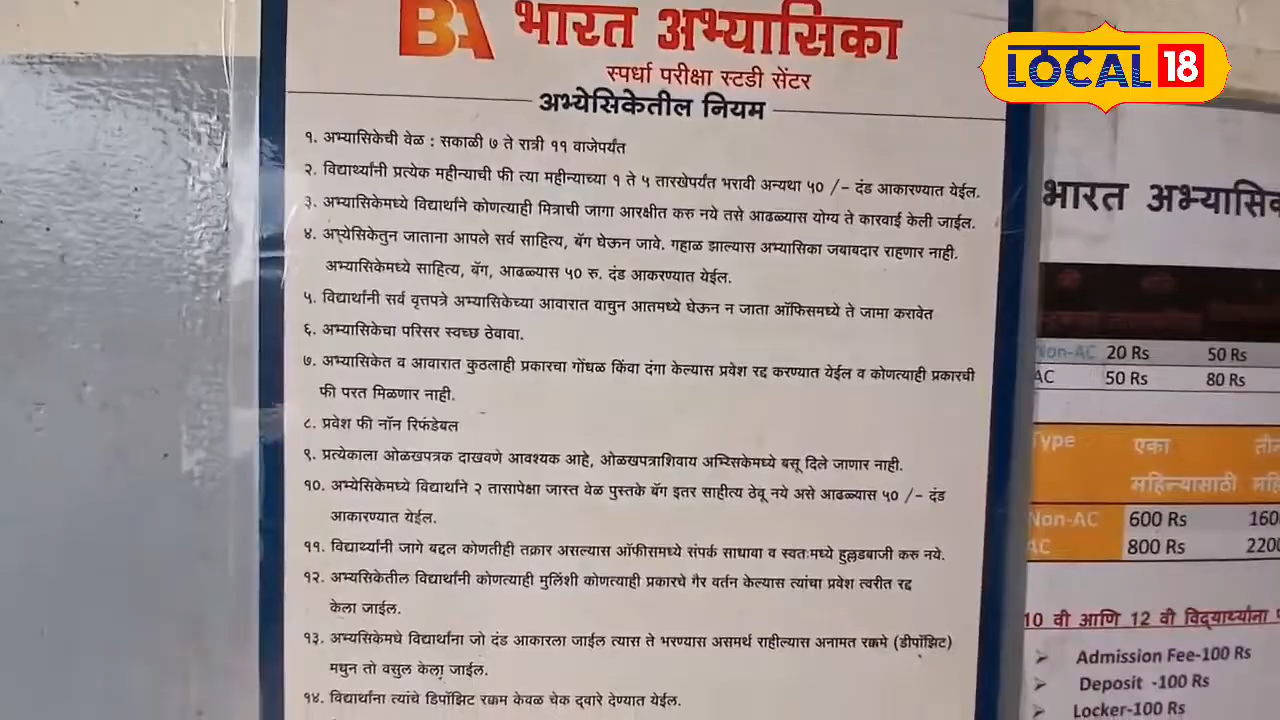 BA भारत अभ्यासिका
स्पर्धा परीक्षा स्टडी सेंटर
अभ्येसिकेतील नियम
१. अभ्यासिकेची वेळ : सकाळी ७ ते रात्री ११ वाजेपर्यंत
२. विद्यार्थ्यांनी प्रत्येक महीन्याची फी त्या महीन्याच्या १ ते ५ तारखेपर्यंत भरावी अन्यथा ५० /- दंड आकारण्यात येईल.
३. अभ्यासिकेमध्ये विद्यार्थाने कोणत्याही मित्राची जागा आरक्षीत करु नये तसे आढळ्यास योग्य ते कारवाई केली जाईल.
४. अभ्येसिकेतुन जाताना आपले सर्व साहित्य, बॅग घेऊन जावे. गहाळ झाल्यास अभ्यासिका जबाबदार राहणार नाही.
अभ्यासिकेमध्ये साहित्य, बॅग, आढळ्यास ५० रु. दंड आकरण्यात येईल.
५. विद्यार्थांनी सर्व वृत्तपत्रे अभ्यासिकेच्या आवारात वाचुन आतमध्ये घेऊन न जाता ऑफिसमध्ये ते जामा करावेत
६. अभ्यासिकेचा परिसर स्वच्छ ठेवावा.
७. अभ्यासिकेत व आवारात कुठलाही प्रकारचा गोंधळ किंवा दंगा केल्यास प्रवेश रद्द करण्यात येईल व कोणत्याही प्रकारची
फी परत मिळणार नाही.
८. प्रवेश फी नॉन रिफंडेबल
९. प्रत्येकाला ओळखपत्रक दाखवणे आवश्यक आहे, ओळखपत्राशिवाय अभ्यिसकेमध्ये बसू दिले जाणार नाही.
१०. अभ्येसिकेमध्ये विद्यार्थाने २ तासापेक्षा जास्त वेळ पुस्तके बॅग इतर साहीत्य ठेवू नये असे आढळ्यास ५० /- दंड
आकारण्यात येईल.
११. विद्यार्थ्यांनी जागे बद्दल कोणतीही तक्रार असल्यास ऑफीसमध्ये संपर्क साधावा व स्वतःमध्ये हुल्लडबाजी करु नये.
१२. अभ्यसिकेतील विद्यार्थांनी कोणत्याही मुलिंशी कोणत्याही प्रकारचे गैर वर्तन केल्यास त्यांचा प्रवेश त्वरीत रद्द
केला जाईल.
१३. अभ्यसिकेमधे विद्यार्थांना जो दंड आकारला जाईल त्यास ते भरण्यास असमर्थ राहील्यास अनामत रक्कमे (डीपॉझिट)
मधुन तो वसुल केला जाईल.
१४. विद्यार्थांना त्यांचे डिपॉझिट रक्कम केवळ चेक द्वारे देण्यात येईल.
LOCAL 18
भारत अभ्यासिक
Non-AC 20 Rs 50 Rs
AC 50 Rs 80 Rs
Type एका
महिन्यासाठी
Non-AC 600 Rs 160
AC 800 Rs 2200
10 वी आणि 12 वी विद्यार्थ्यांना
Admission Fee-100 Rs
Deposit -100 Rs
Locker-100 Rs